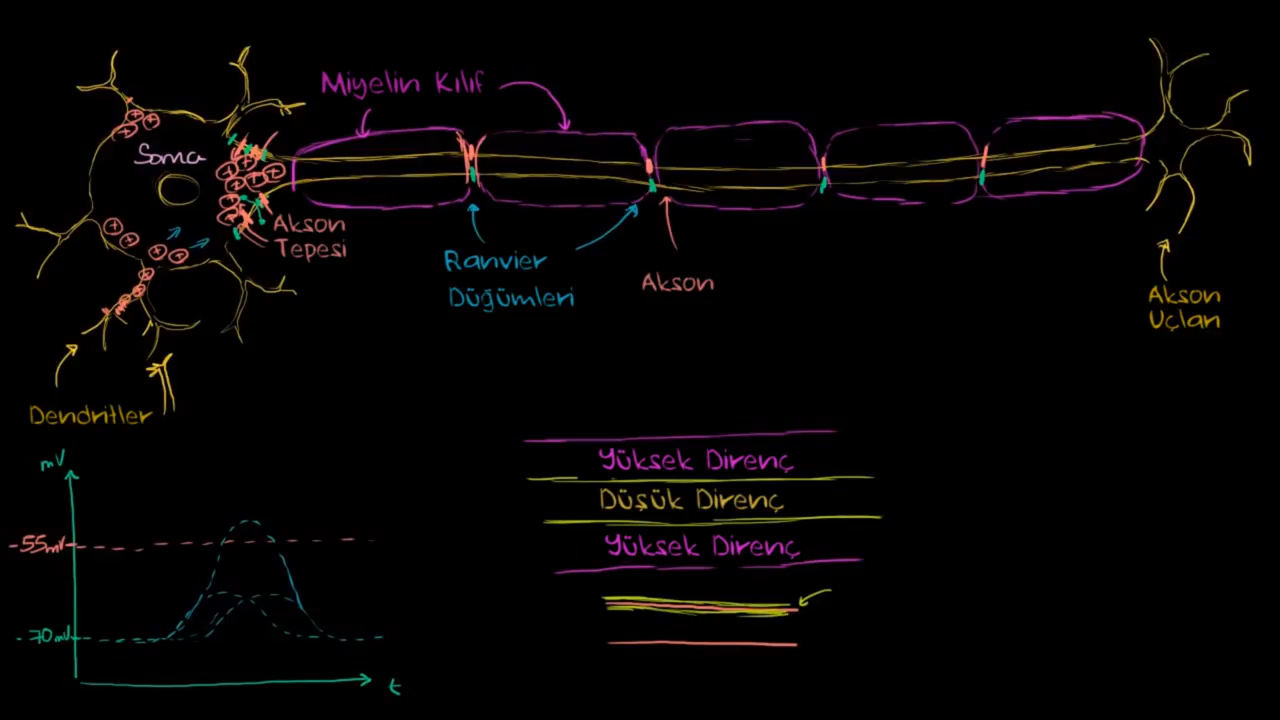 Miyelin Kılıf
Soma
Akson
Tepesi
Ranvier
Düğümleri
Akson
Akson
Uçları
Dendritler
mV
-55mV
-70mV
t
Yüksek Direnç
Düşük Direnç
Yüksek Direnç